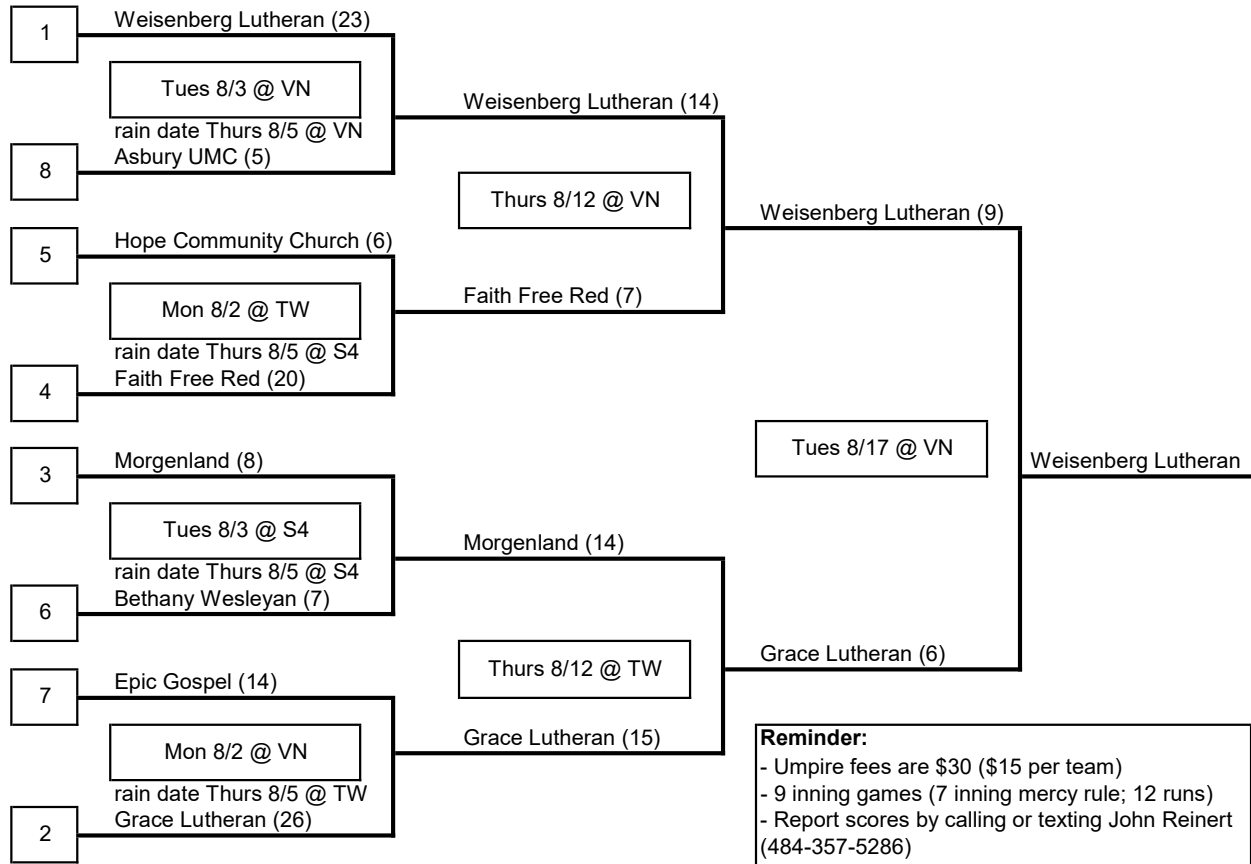 1
Weisenberg Lutheran (23)
Tues 8/3 @ VN
rain date Thurs 8/5 @ VN
8
Asbury UMC (5)
Weisenberg Lutheran (14)
Thurs 8/12 @ VN
5
Hope Community Church (6)
Mon 8/2 @ TW
rain date Thurs 8/5 @ S4
4
Faith Free Red (20)
Faith Free Red (7)
Weisenberg Lutheran (9)
Tues 8/17 @ VN
Weisenberg Lutheran
3
Morgenland (8)
Tues 8/3 @ S4
rain date Thurs 8/5 @ S4
6
Bethany Wesleyan (7)
Morgenland (14)
Thurs 8/12 @ TW
Grace Lutheran (6)
7
Epic Gospel (14)
Mon 8/2 @ VN
rain date Thurs 8/5 @ TW
2
Grace Lutheran (26)
Grace Lutheran (15)
Reminder:
- Umpire fees are $30 ($15 per team)
- 9 inning games (7 inning mercy rule; 12 runs)
- Report scores by calling or texting John Reinert
(484-357-5286)